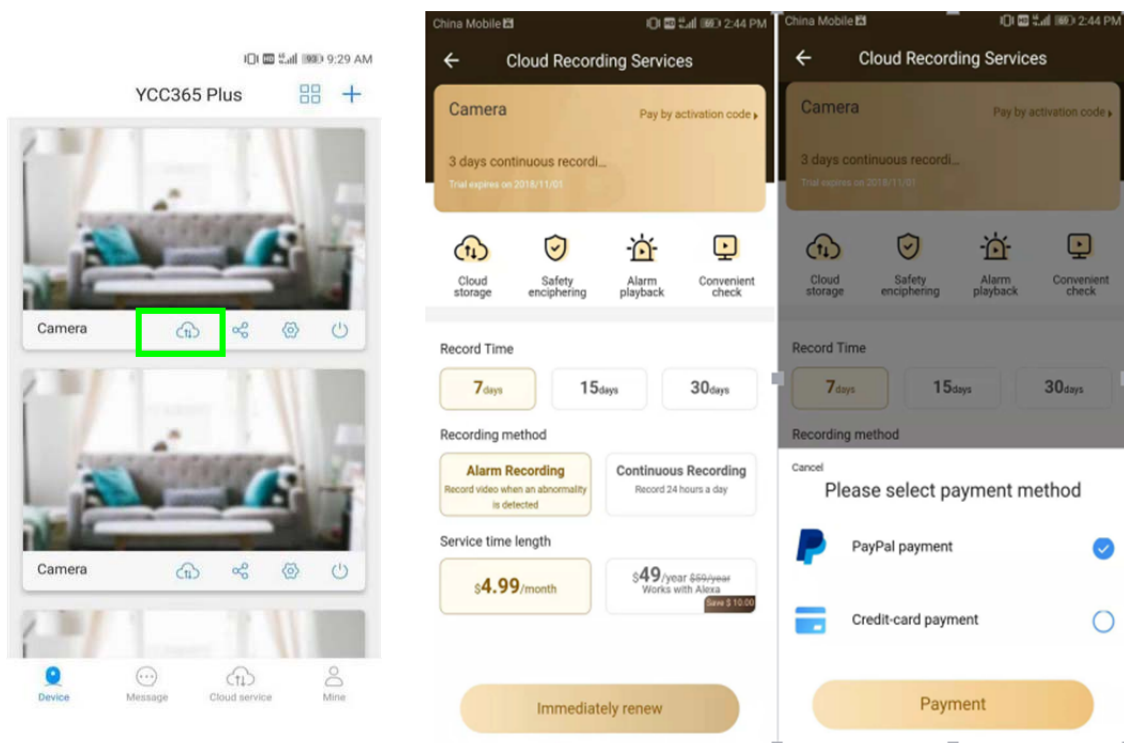 9:29 AM
YCC365 Plus
Camera
Camera
Device
Message
Cloud service
Mine
China Mobile HD 2:44 PM
Cloud Recording Services
Camera
Pay by activation code
3 days continuous recordi...
Trial expires on 2018/11/01
Cloud storage
Safety enciphering
Alarm playback
Convenient check
Record Time
7days
15days
30days
Recording method
Alarm Recording
Record video when an abnormality
is detected
Continuous Recording
Record 24 hours a day
Service time length
$4.99/month
$49/year $59/year
Works with Alexa
Save $ 10.00
Immediately renew
China Mobile HD 2:44 PM
Cloud Recording Services
Camera
Pay by activation code
3 days continuous recordi...
Trial expires on 2018/11/01
Cloud storage
Safety enciphering
Alarm playback
Convenient check
Record Time
7days
15days
30days
Recording method
Cancel
Please select payment method
PayPal payment
Credit-card payment
Payment